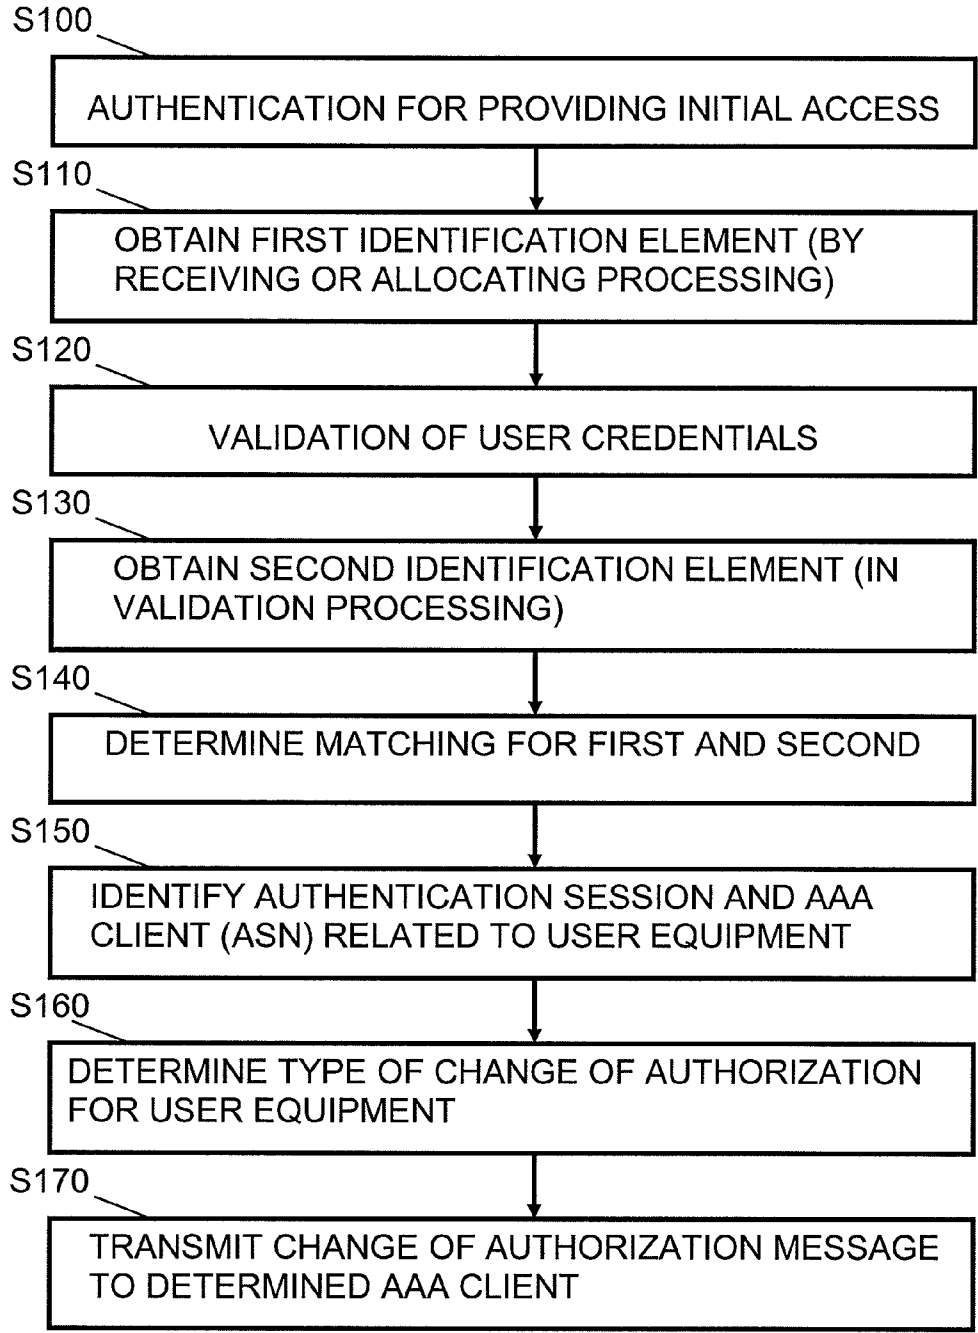 S100
AUTHENTICATION FOR PROVIDING INITIAL ACCESS
S110
OBTAIN FIRST IDENTIFICATION ELEMENT (BY
RECEIVING OR ALLOCATING PROCESSING)
S120
VALIDATION OF USER CREDENTIALS
S130
OBTAIN SECOND IDENTIFICATION ELEMENT (IN
VALIDATION PROCESSING)
S140
DETERMINE MATCHING FOR FIRST AND SECOND
S150
IDENTIFY AUTHENTICATION SESSION AND AAA
CLIENT (ASN) RELATED TO USER EQUIPMENT
S160
DETERMINE TYPE OF CHANGE OF AUTHORIZATION
FOR USER EQUIPMENT
S170
TRANSMIT CHANGE OF AUTHORIZATION MESSAGE
TO DETERMINED AAA CLIENT